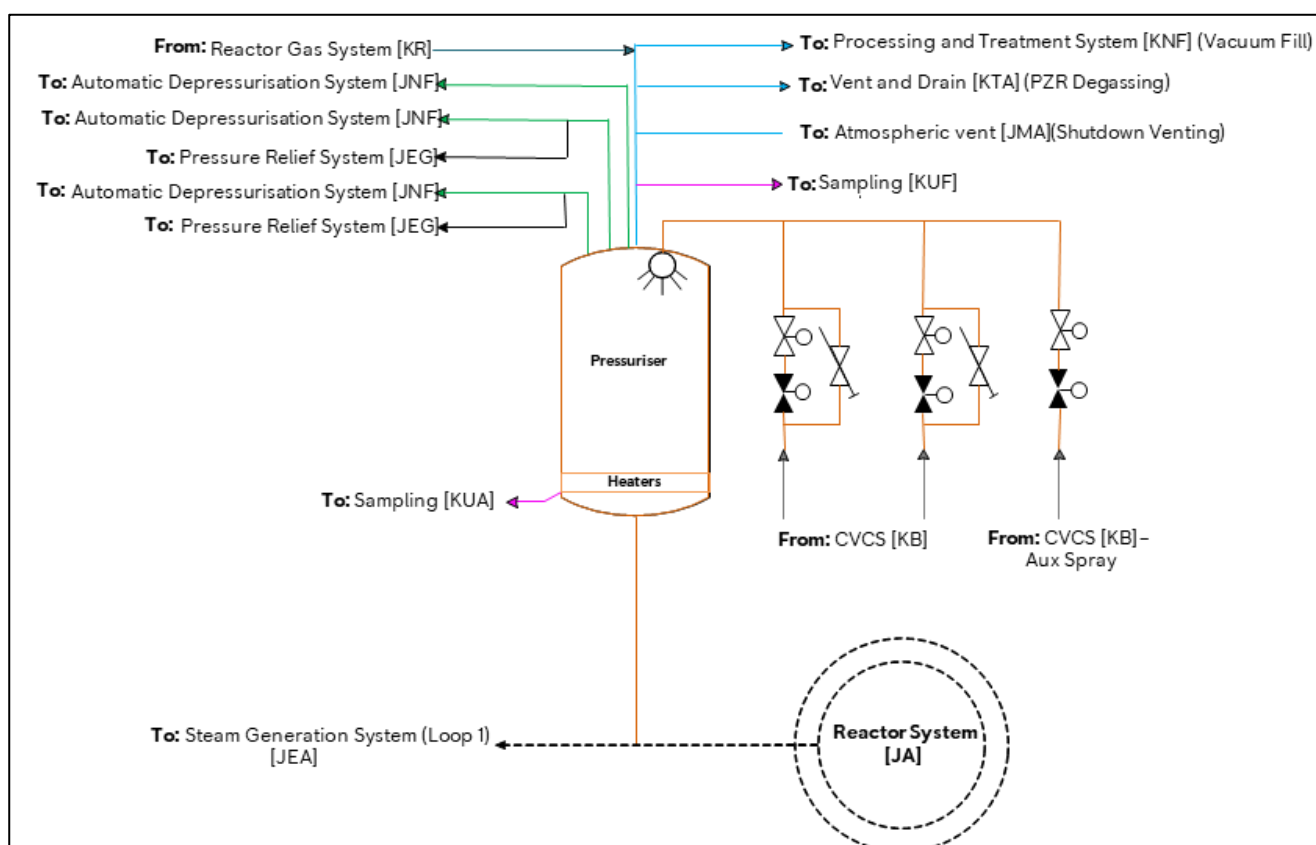 From: Reactor Gas System [KR]
To: Processing and Treatment System [KNF] (Vacuum Fill)
To: Automatic Depressurisation System [JNF]
To: Vent and Drain [KTA] (PZR Degassing)
To: Automatic Depressurisation System [JNF]
To: Atmospheric vent [JMA](Shutdown Venting)
To: Pressure Relief System [JEG]
To: Sampling [KUF]
To: Automatic Depressurisation System [JNF]
To: Pressure Relief System [JEG]
Pressuriser
Heaters
To: Sampling [KUA]
From: CVCS [KB]
From: CVCS [KB] –
Aux Spray
To: Steam Generation System (Loop 1)
[JEA]
Reactor System
[JA]